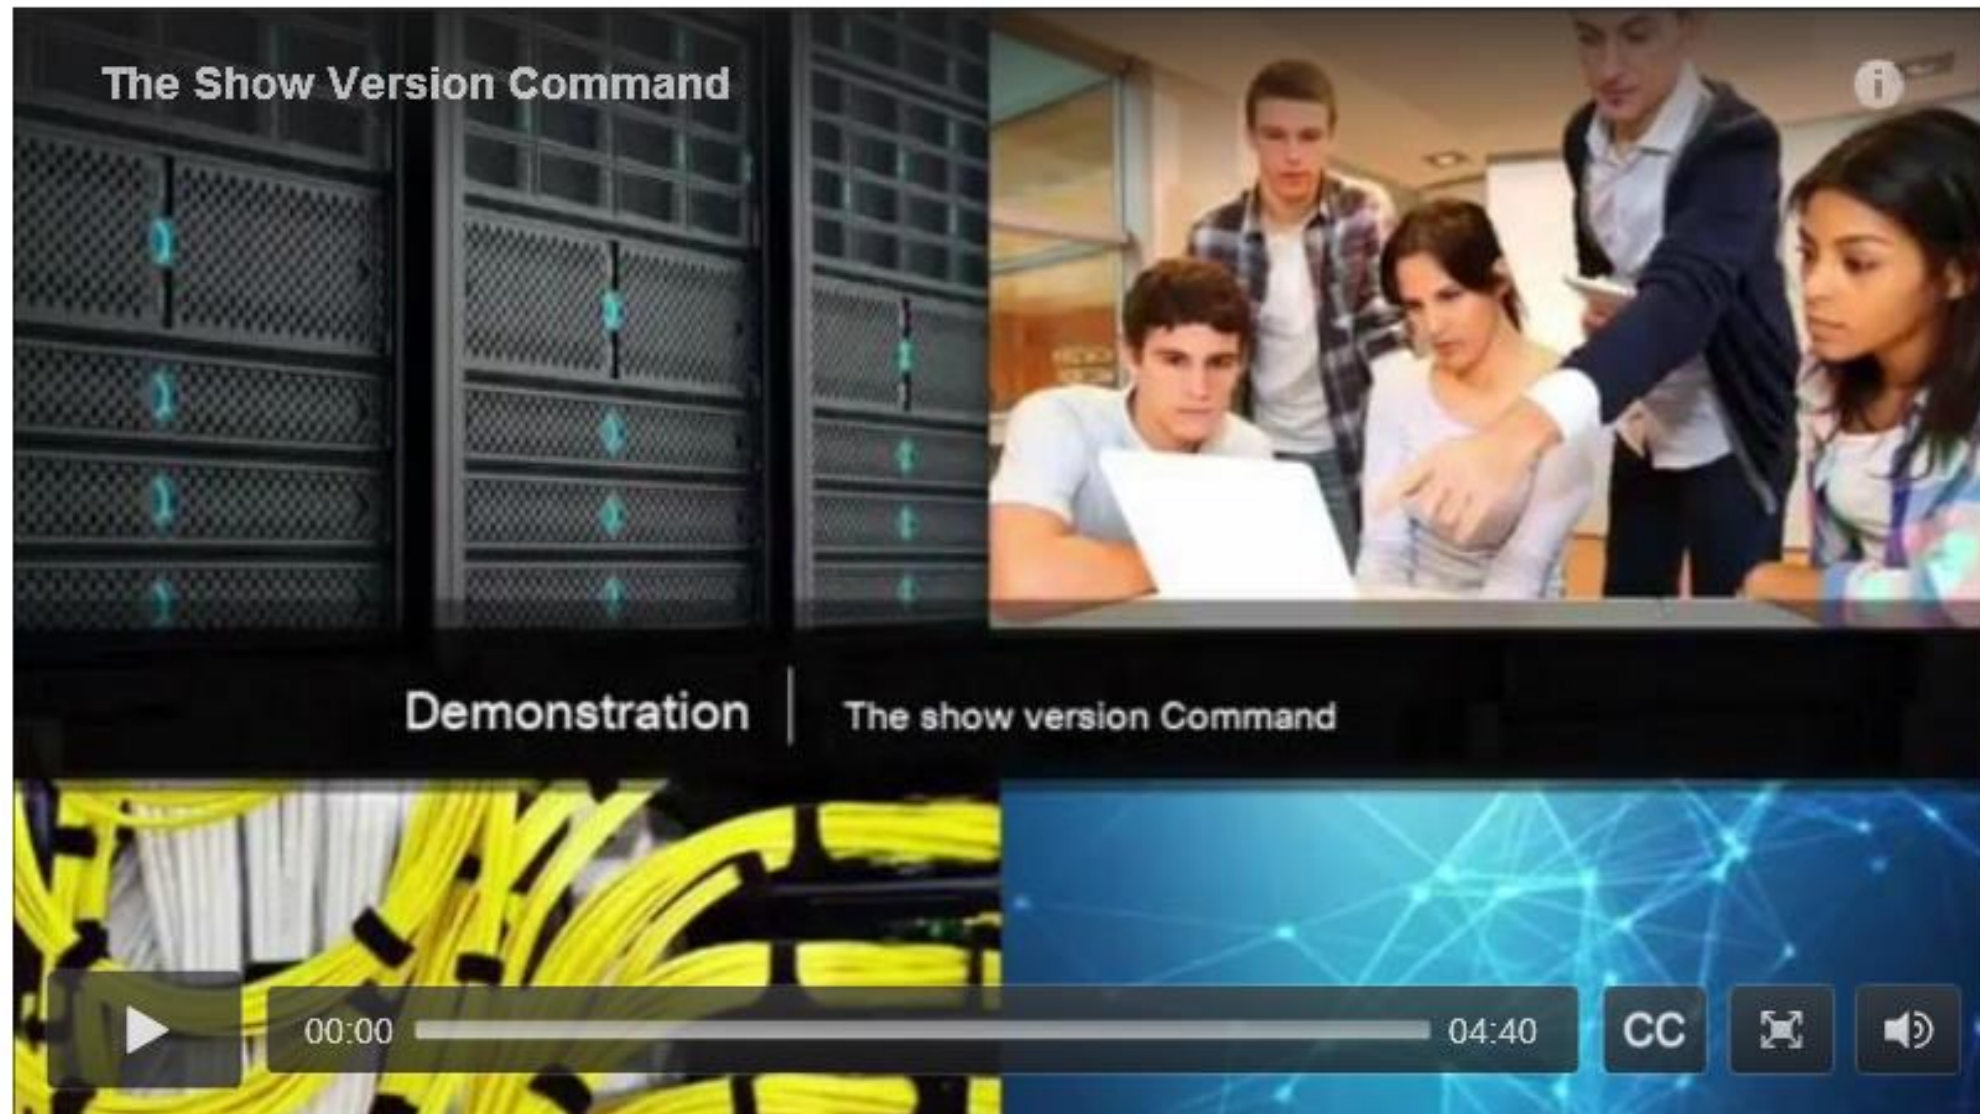 The Show Version Command
i
Demonstration | The show version Command
00:00 04:40 CC